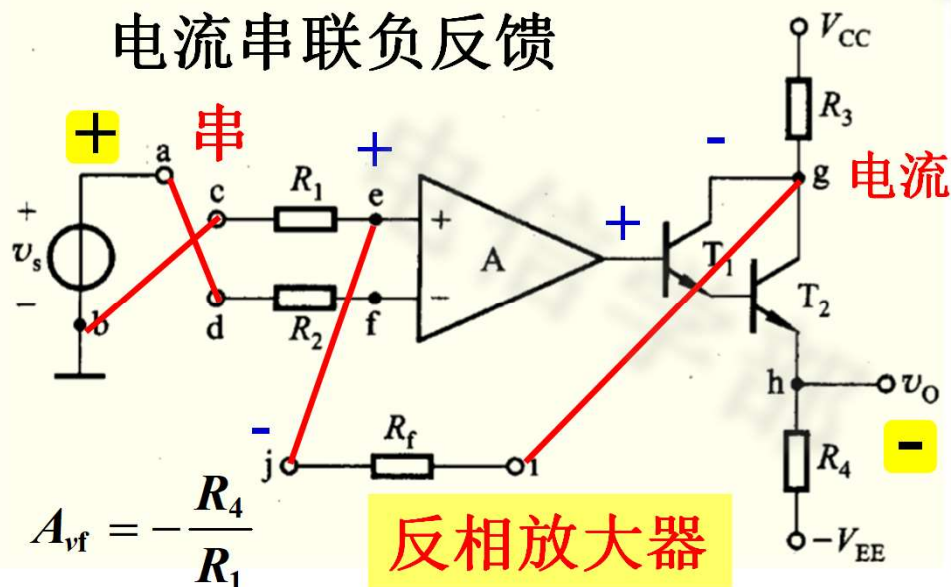 电流串联负反馈
V_CC
R_3
+ a 串 + - g 电流
c R_1 e
+ v_s − + A − + T_1
b d R_2 f T_2
h v_O
- R_f -
j i R_4
A_vf = − R_4 / R_1
反相放大器
−V_EE